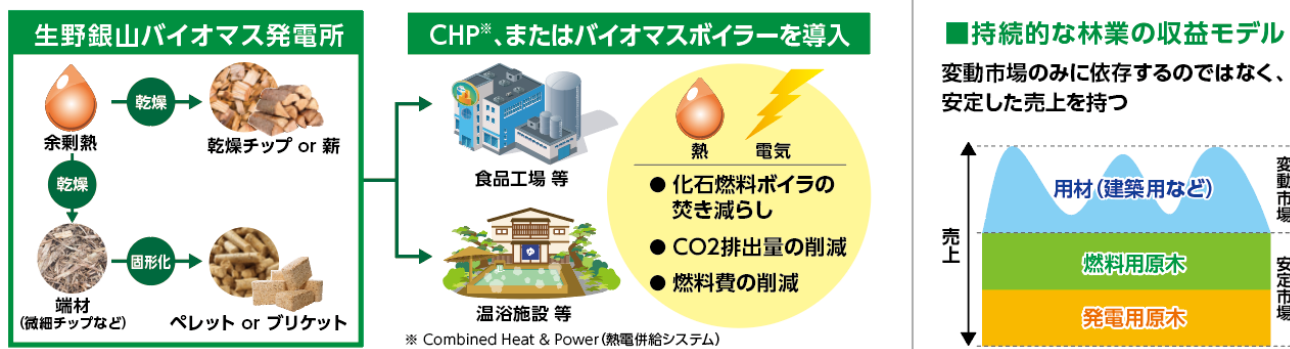 生野銀山バイオマス発電所
余剰熱
乾燥
乾燥チップ or 薪
乾燥
端材
(微細チップなど)
固形化
ペレット or ブリケット
CHP※、またはバイオマスボイラーを導入
食品工場 等
温浴施設 等
熱
電気
● 化石燃料ボイラの
焚き減らし
● CO2排出量の削減
● 燃料費の削減
※ Combined Heat & Power(熱電併給システム)
■持続的な林業の収益モデル
変動市場のみに依存するのではなく、
安定した売上を持つ
売上
用材(建築用など)
変動市場
燃料用原木
発電用原木
安定市場